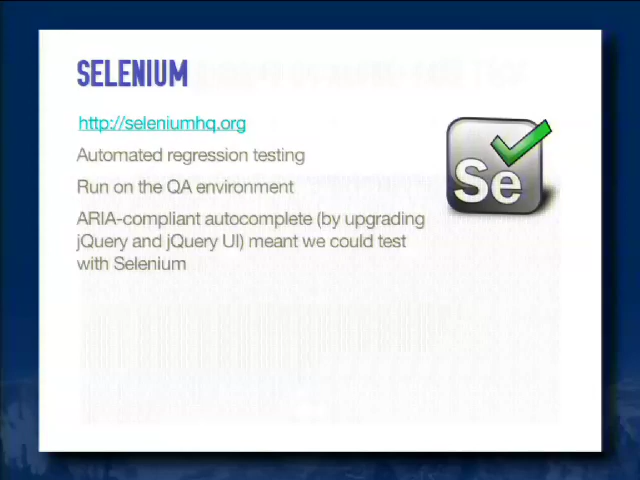 SELENIUM
http://seleniumhq.org
Automated regression testing
Run on the QA environment
ARIA-compliant autocomplete (by upgrading
jQuery and jQuery UI) meant we could test
with Selenium
Se